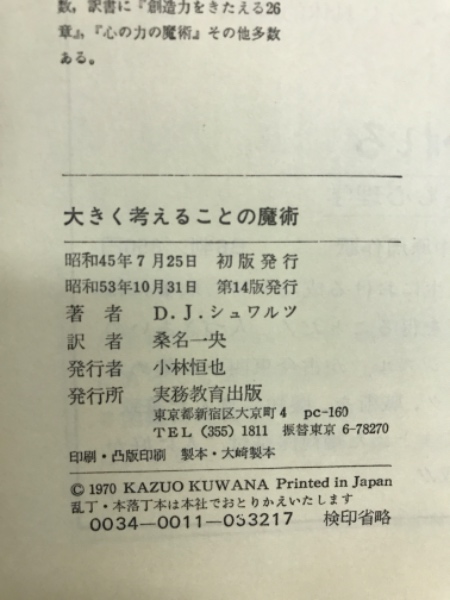 数，訳書に『創造力をきたえる26
章』，『心の力の魔術』その他多数
ある。
大きく考えることの魔術
昭和45年7月25日 初版発行
昭和53年10月31日 第14版発行
著者 D.J.シュワルツ
訳者 桑名一央
発行者 小林恒也
発行所 実務教育出版
東京都新宿区大京町4 pc-160
TEL (355) 1811 振替東京 6-78270
印刷・凸版印刷 製本・大崎製本
© 1970 KAZUO KUWANA Printed in Japan
乱丁・本落丁本は本社でおとりかえいたします
0034—0011—053217 検印省略